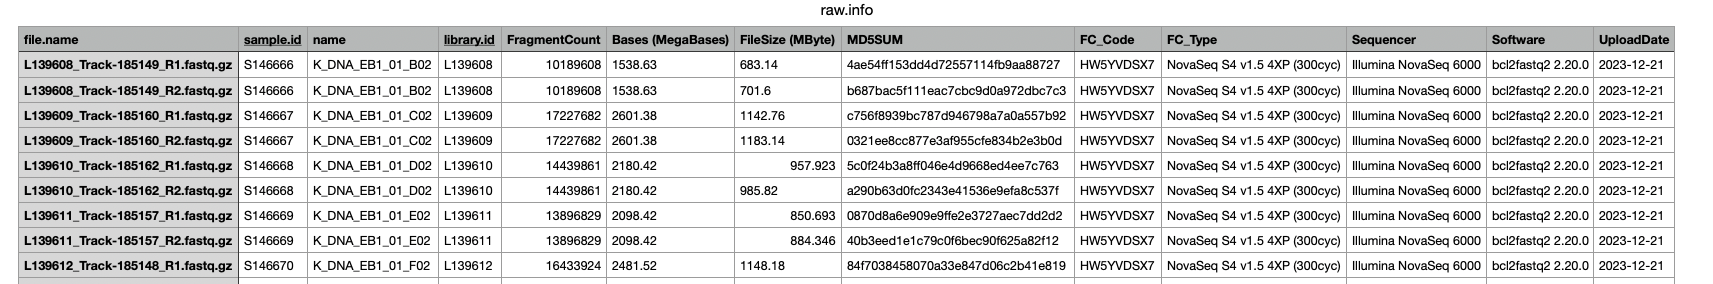 raw.info
file.name sample.id name library.id FragmentCount Bases (MegaBases) FileSize (MByte) MD5SUM FC_Code FC_Type Sequencer Software UploadDate
L139608_Track-185149_R1.fastq.gz S146666 K_DNA_EB1_01_B02 L139608 10189608 1538.63 683.14 4ae54ff153dd4d72557114fb9aa88727 HW5YVDSX7 NovaSeq S4 v1.5 4XP (300cyc) Illumina NovaSeq 6000 bcl2fastq2 2.20.0 2023-12-21
L139608_Track-185149_R2.fastq.gz S146666 K_DNA_EB1_01_B02 L139608 10189608 1538.63 701.6 b687bac5f111eac7cbc9d0a972dbc7c3 HW5YVDSX7 NovaSeq S4 v1.5 4XP (300cyc) Illumina NovaSeq 6000 bcl2fastq2 2.20.0 2023-12-21
L139609_Track-185160_R1.fastq.gz S146667 K_DNA_EB1_01_C02 L139609 17227682 2601.38 1142.76 c756f8939bc787d946798a7a0a557b92 HW5YVDSX7 NovaSeq S4 v1.5 4XP (300cyc) Illumina NovaSeq 6000 bcl2fastq2 2.20.0 2023-12-21
L139609_Track-185160_R2.fastq.gz S146667 K_DNA_EB1_01_C02 L139609 17227682 2601.38 1183.14 0321ee8cc877e3af955cfe834b2e3b0d HW5YVDSX7 NovaSeq S4 v1.5 4XP (300cyc) Illumina NovaSeq 6000 bcl2fastq2 2.20.0 2023-12-21
L139610_Track-185162_R1.fastq.gz S146668 K_DNA_EB1_01_D02 L139610 14439861 2180.42 957.923 5c0f24b3a8ff046e4d9668ed4ee7c763 HW5YVDSX7 NovaSeq S4 v1.5 4XP (300cyc) Illumina NovaSeq 6000 bcl2fastq2 2.20.0 2023-12-21
L139610_Track-185162_R2.fastq.gz S146668 K_DNA_EB1_01_D02 L139610 14439861 2180.42 985.82 a290b63d0fc2343e41536e9efa8c537f HW5YVDSX7 NovaSeq S4 v1.5 4XP (300cyc) Illumina NovaSeq 6000 bcl2fastq2 2.20.0 2023-12-21
L139611_Track-185157_R1.fastq.gz S146669 K_DNA_EB1_01_E02 L139611 13896829 2098.42 850.693 0870d8a6e909e9ffe2e3727aec7dd2d2 HW5YVDSX7 NovaSeq S4 v1.5 4XP (300cyc) Illumina NovaSeq 6000 bcl2fastq2 2.20.0 2023-12-21
L139611_Track-185157_R2.fastq.gz S146669 K_DNA_EB1_01_E02 L139611 13896829 2098.42 884.346 40b3eed1e1c79c0f6bec90f625a82f12 HW5YVDSX7 NovaSeq S4 v1.5 4XP (300cyc) Illumina NovaSeq 6000 bcl2fastq2 2.20.0 2023-12-21
L139612_Track-185148_R1.fastq.gz S146670 K_DNA_EB1_01_F02 L139612 16433924 2481.52 1148.18 84f7038458070a33e847d06c2b41e819 HW5YVDSX7 NovaSeq S4 v1.5 4XP (300cyc) Illumina NovaSeq 6000 bcl2fastq2 2.20.0 2023-12-21